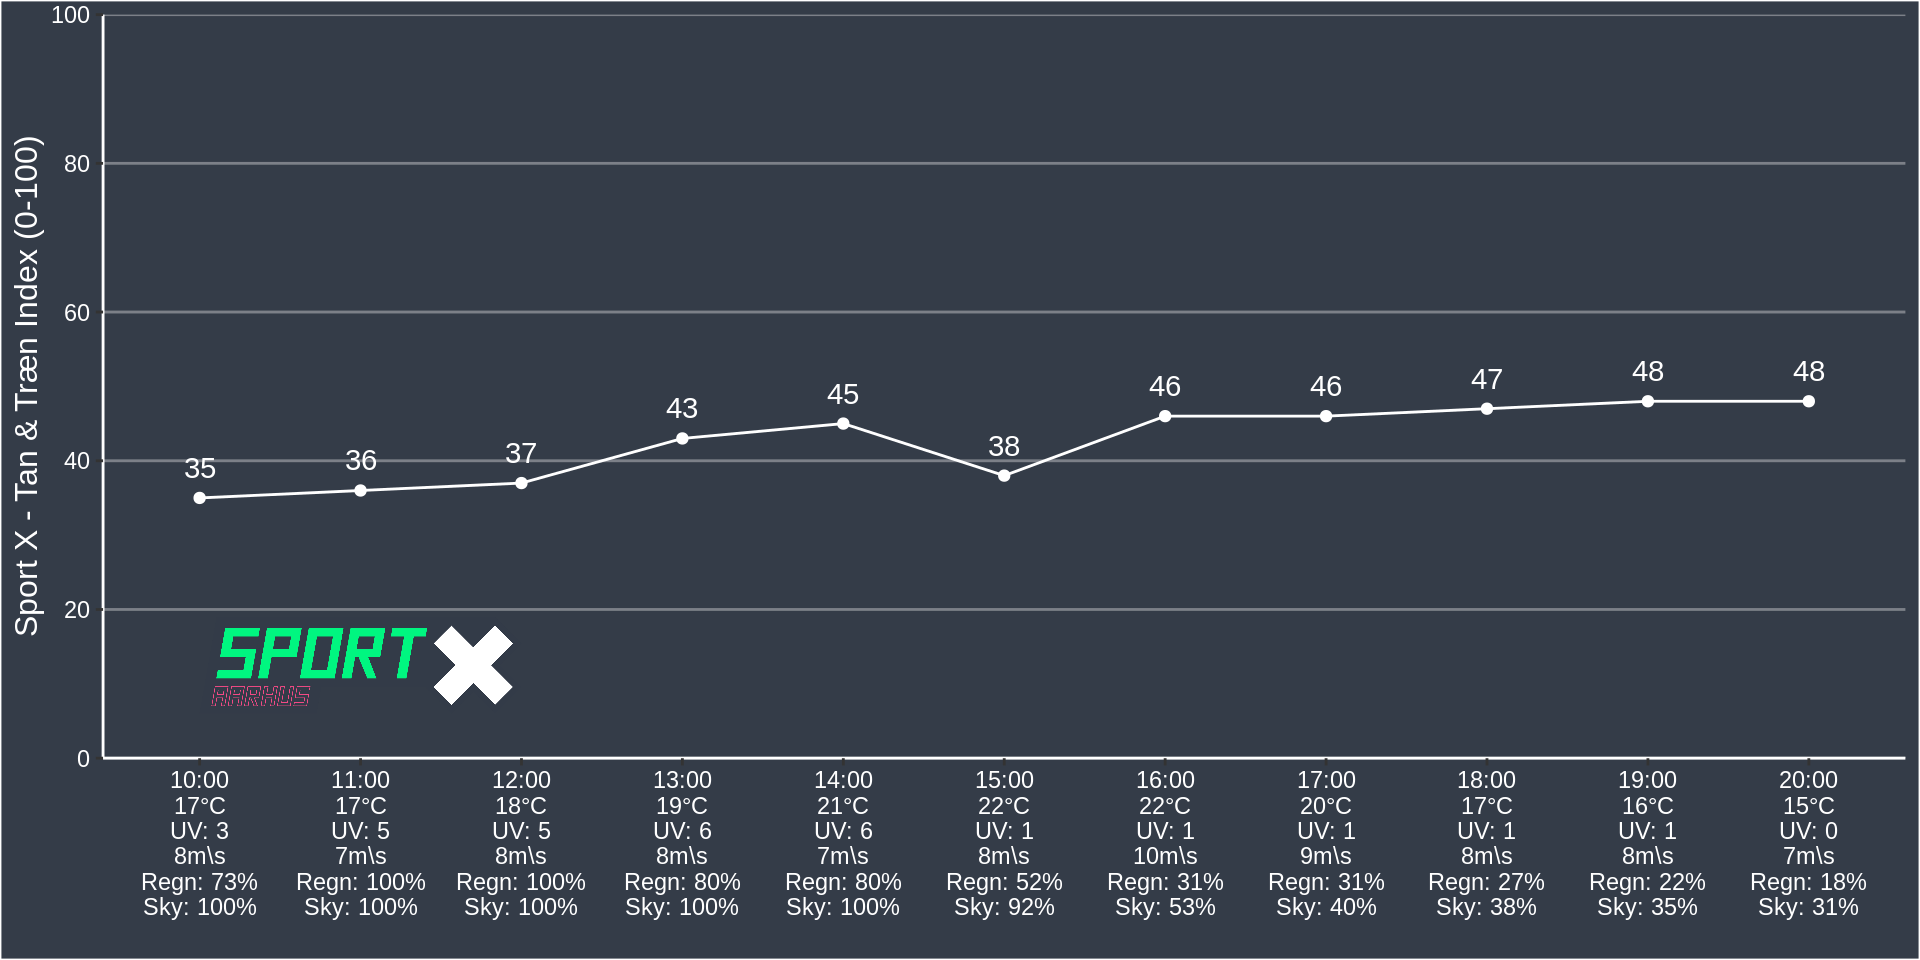 Sport X - Tan & Træn Index (0-100)
100
80
60
40
20
0
35
36
37
43
45
38
46
46
47
48
48
SPORT X
AARHUS
10:00 11:00 12:00 13:00 14:00 15:00 16:00 17:00 18:00 19:00 20:00
17°C 17°C 18°C 19°C 21°C 22°C 22°C 20°C 17°C 16°C 15°C
UV: 3 UV: 5 UV: 5 UV: 6 UV: 6 UV: 1 UV: 1 UV: 1 UV: 1 UV: 1 UV: 0
8m\s 7m\s 8m\s 8m\s 7m\s 8m\s 10m\s 9m\s 8m\s 8m\s 7m\s
Regn: 73% Regn: 100% Regn: 100% Regn: 80% Regn: 80% Regn: 52% Regn: 31% Regn: 31% Regn: 27% Regn: 22% Regn: 18%
Sky: 100% Sky: 100% Sky: 100% Sky: 100% Sky: 100% Sky: 92% Sky: 53% Sky: 40% Sky: 38% Sky: 35% Sky: 31%